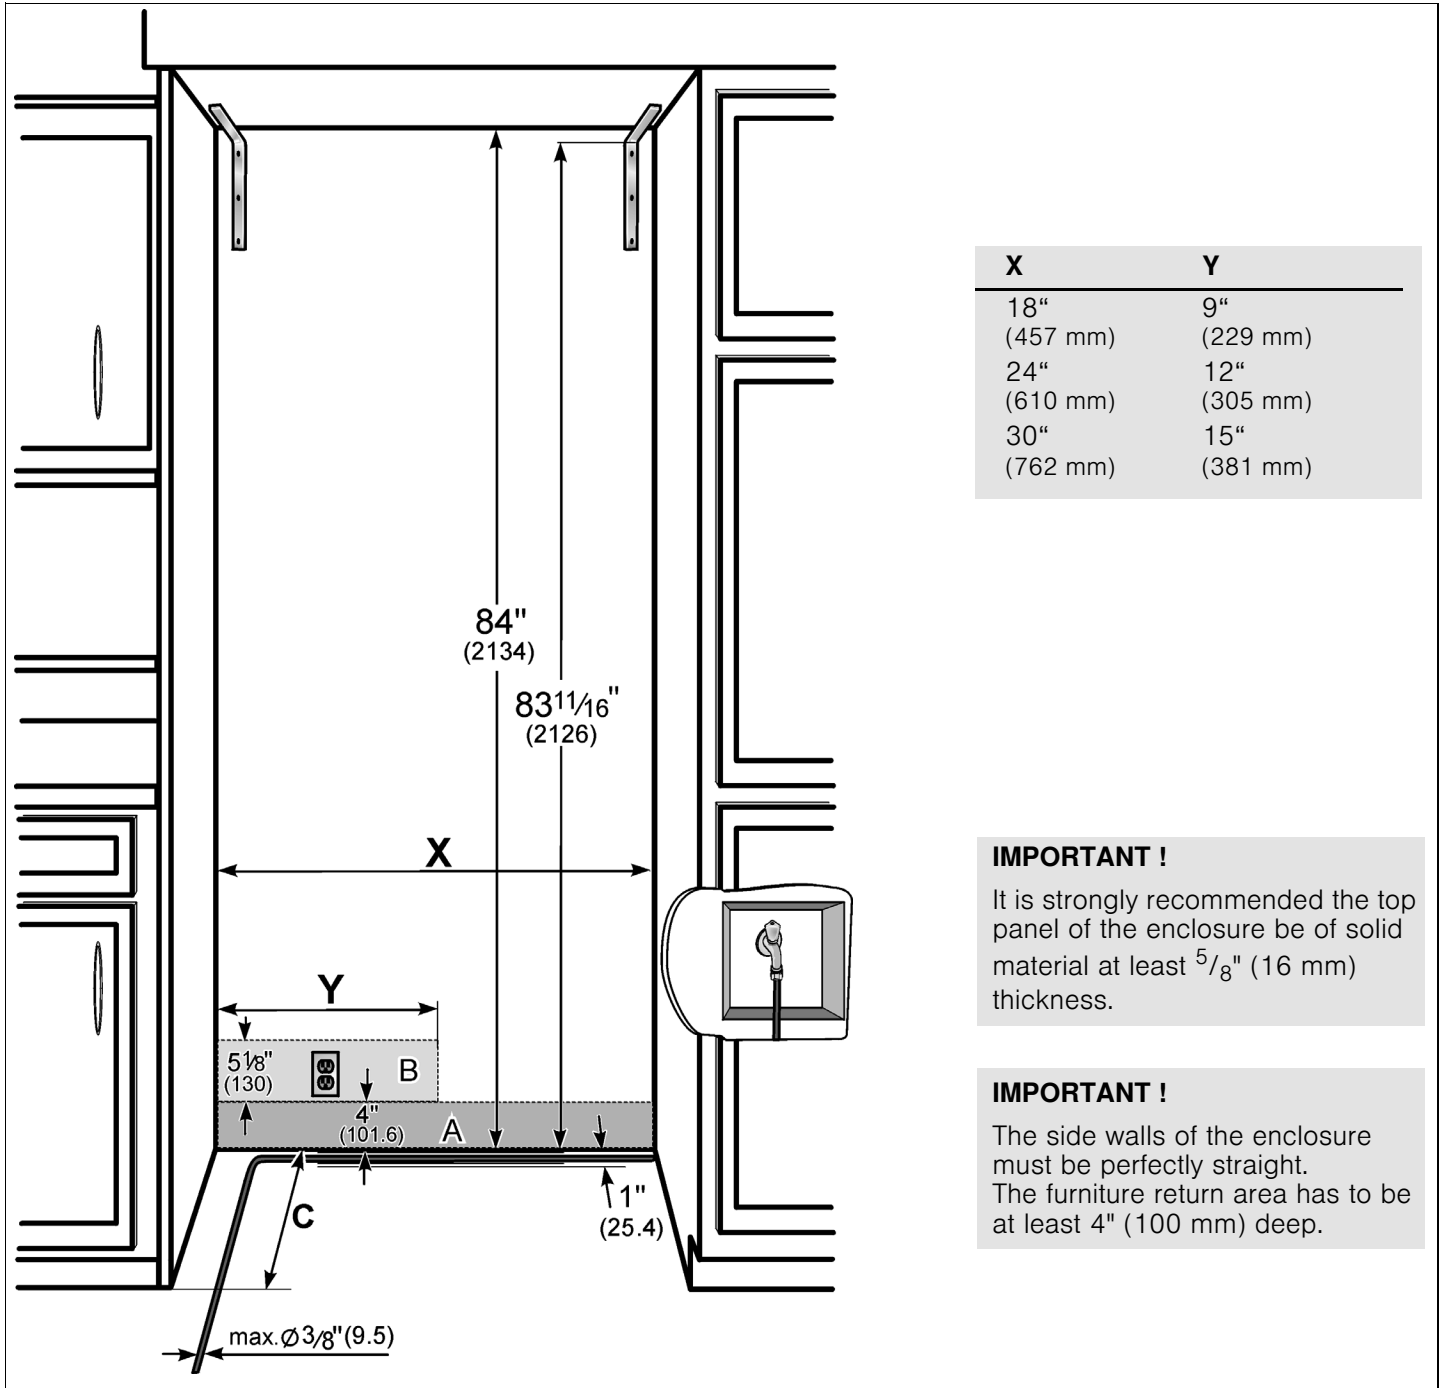 84"
(2134)
83 11/16"
(2126)
X
Y
5 1/8"
(130)
B
4"
(101.6)
A
C
1"
(25.4)
max.Ø3/8"(9.5)
X Y
18“ 9“
(457 mm) (229 mm)
24“ 12“
(610 mm) (305 mm)
30“ 15“
(762 mm) (381 mm)
IMPORTANT !
It is strongly recommended the top
panel of the enclosure be of solid
material at least 5/8" (16 mm)
thickness.
IMPORTANT !
The side walls of the enclosure
must be perfectly straight.
The furniture return area has to be
at least 4" (100 mm) deep.